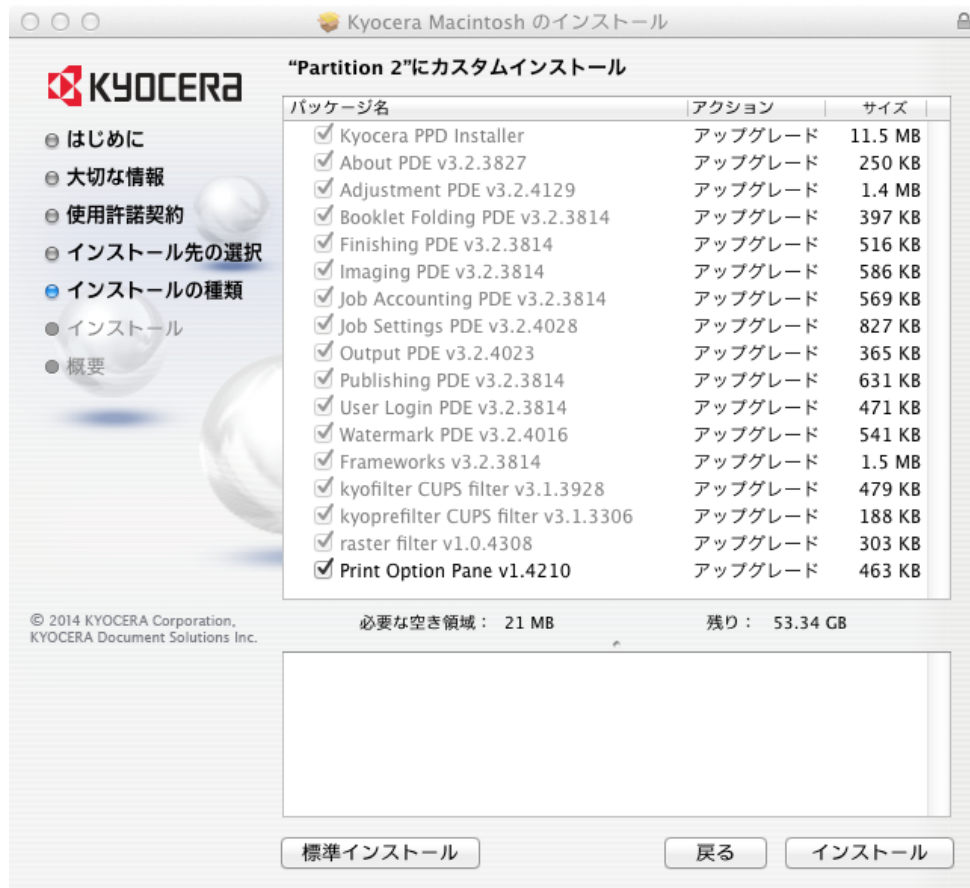 Kyocera Macintosh のインストール
KYOCERa
はじめに
大切な情報
使用許諾契約
インストール先の選択
インストールの種類
インストール
概要
“Partition 2”にカスタムインストール
パッケージ名 アクション サイズ
Kyocera PPD Installer アップグレード 11.5 MB
About PDE v3.2.3827 アップグレード 250 KB
Adjustment PDE v3.2.4129 アップグレード 1.4 MB
Booklet Folding PDE v3.2.3814 アップグレード 397 KB
Finishing PDE v3.2.3814 アップグレード 516 KB
Imaging PDE v3.2.3814 アップグレード 586 KB
Job Accounting PDE v3.2.3814 アップグレード 569 KB
Job Settings PDE v3.2.4028 アップグレード 827 KB
Output PDE v3.2.4023 アップグレード 365 KB
Publishing PDE v3.2.3814 アップグレード 631 KB
User Login PDE v3.2.3814 アップグレード 471 KB
Watermark PDE v3.2.4016 アップグレード 541 KB
Frameworks v3.2.3814 アップグレード 1.5 MB
kyofilter CUPS filter v3.1.3928 アップグレード 479 KB
kyoprefilter CUPS filter v3.1.3306 アップグレード 188 KB
raster filter v1.0.4308 アップグレード 303 KB
Print Option Pane v1.4210 アップグレード 463 KB
必要な空き領域： 21 MB 残り： 53.34 GB
© 2014 KYOCERA Corporation,
KYOCERA Document Solutions Inc.
標準インストール 戻る インストール